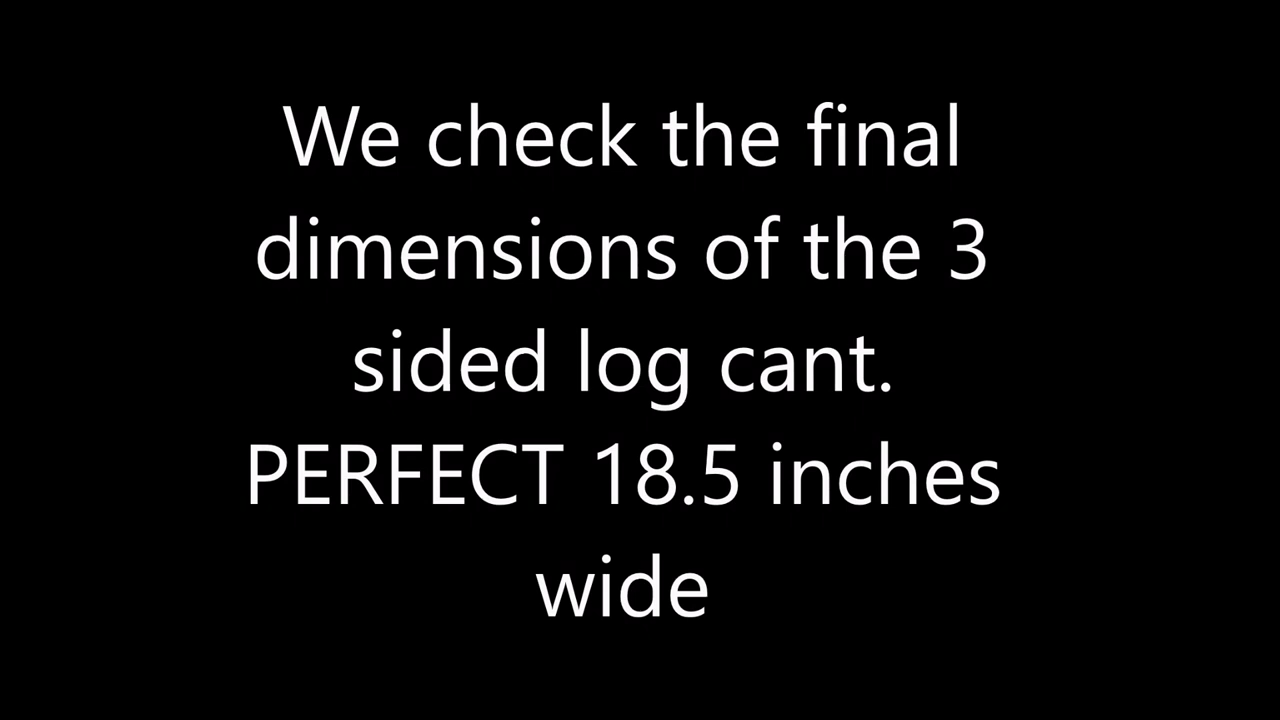 We check the final
dimensions of the 3
sided log cant.
PERFECT 18.5 inches
wide